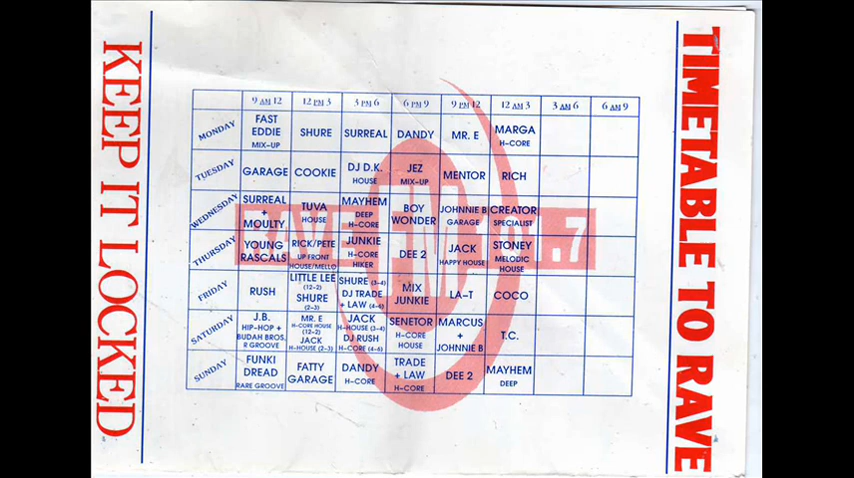 KEEP IT LOCKED
TIMETABLE TO RAVE
9 AM 12
12 PM 3
3 PM 6
6 PM 9
9 PM 12
12 AM 3
3 AM 6
6 AM 9
MONDAY
FAST
EDDIE
MIX-UP
SHURE
SURREAL
DANDY
MR. E
MARGA
H-CORE
TUESDAY
GARAGE
COOKIE
DJ D.K.
HOUSE
JEZ
MIX-UP
MENTOR
RICH
WEDNESDAY
SURREAL
+
MOULTY
TUVA
HOUSE
MAYHEM
DEEP
H-CORE
BOY
WONDER
JOHNNIE B
GARAGE
CREATOR
SPECIALIST
THURSDAY
YOUNG
RASCALS
RICK/PETE
UP FRONT
HOUSE/MELLO
JUNKIE
H-CORE
HIKER
DEE 2
JACK
HAPPY HOUSE
STONEY
MELODIC
HOUSE
FRIDAY
RUSH
LITTLE LEE
(12-2)
SHURE
(2-3)
SHURE (3-4)
DJ TRADE
+ LAW (4-6)
MIX
JUNKIE
LA-T
COCO
SATURDAY
J.B.
HIP-HOP +
BUDAH BROS.
R GROOVE
MR. E
H-CORE HOUSE
(12-2)
JACK
H-HOUSE (2-3)
JACK
H-HOUSE (3-4)
DJ RUSH
H-CORE (4-6)
SENETOR
H-CORE
HOUSE
MARCUS
+
JOHNNIE B
T.C.
SUNDAY
FUNKI
DREAD
RARE GROOVE
FATTY
GARAGE
DANDY
H-CORE
TRADE
+ LAW
H-CORE
DEE 2
MAYHEM
DEEP
RAVE
FM